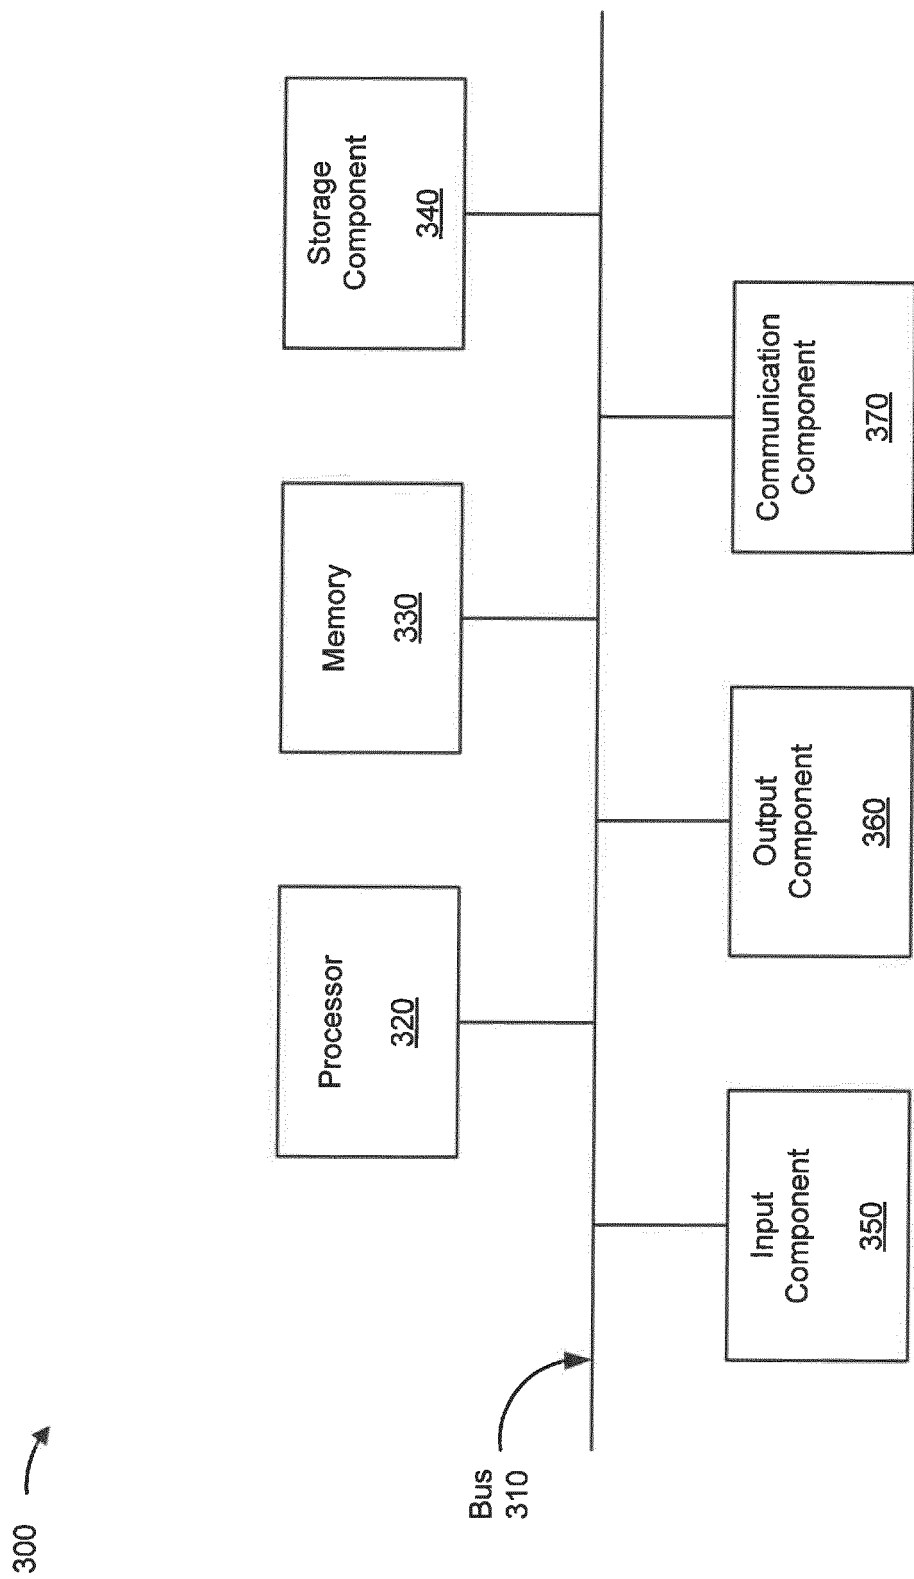 300
Processor
320
Memory
330
Storage
Component
340
Bus
310
Input
Component
350
Output
Component
360
Communication
Component
370